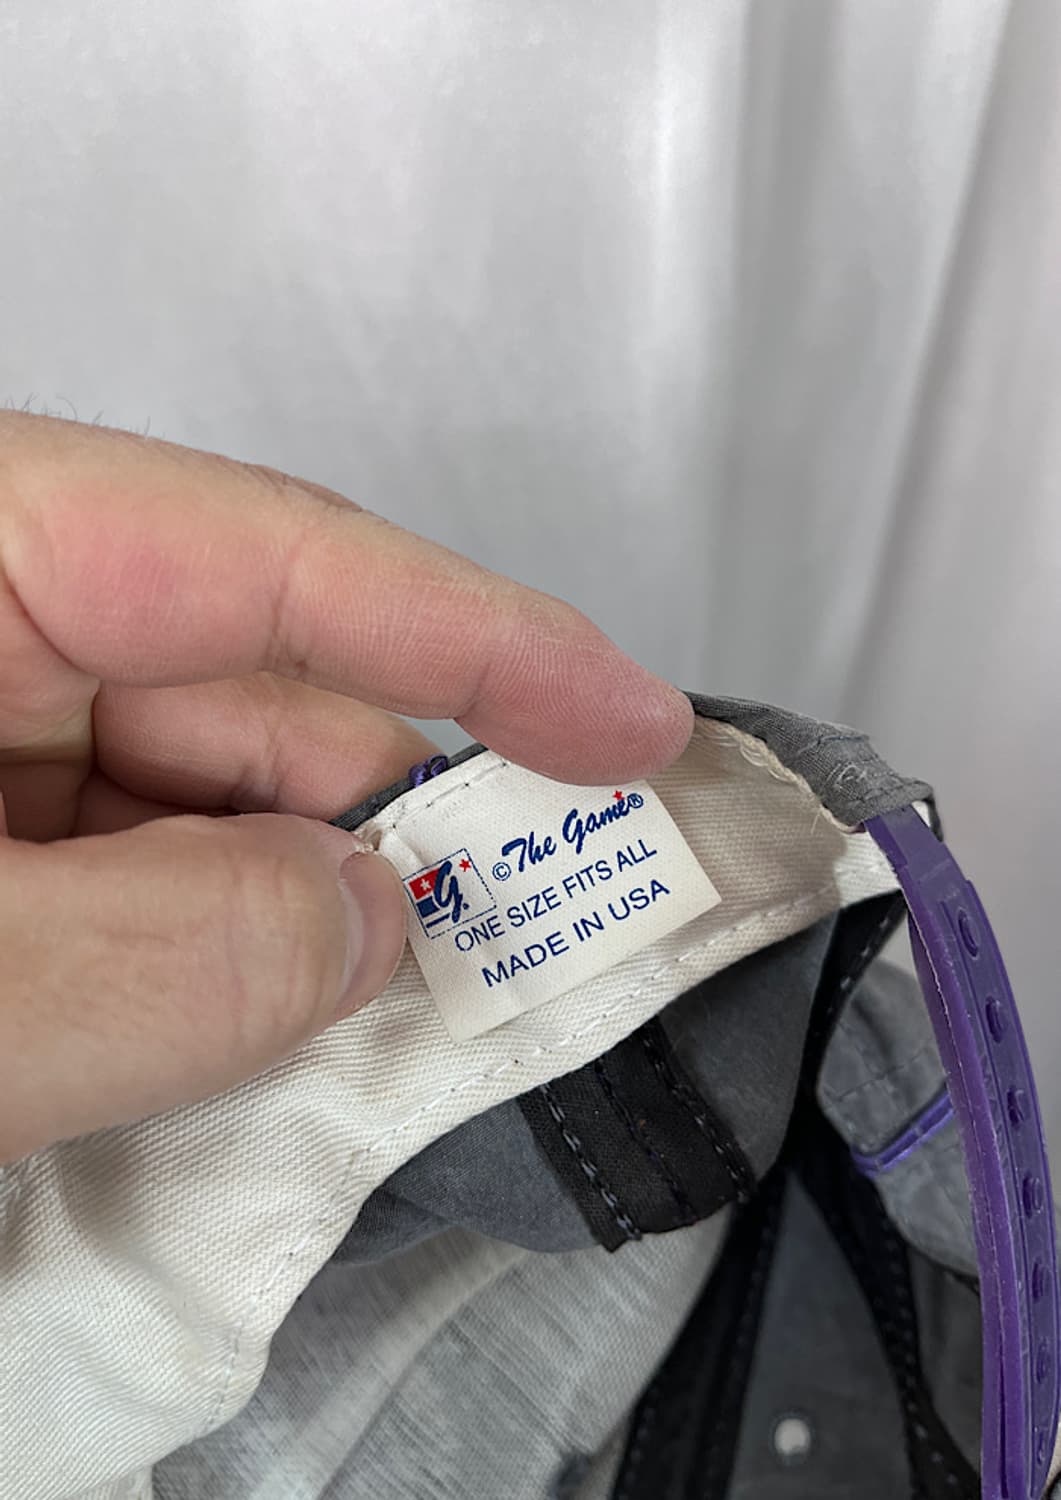 G.
©The Game®
ONE SIZE FITS ALL
MADE IN USA